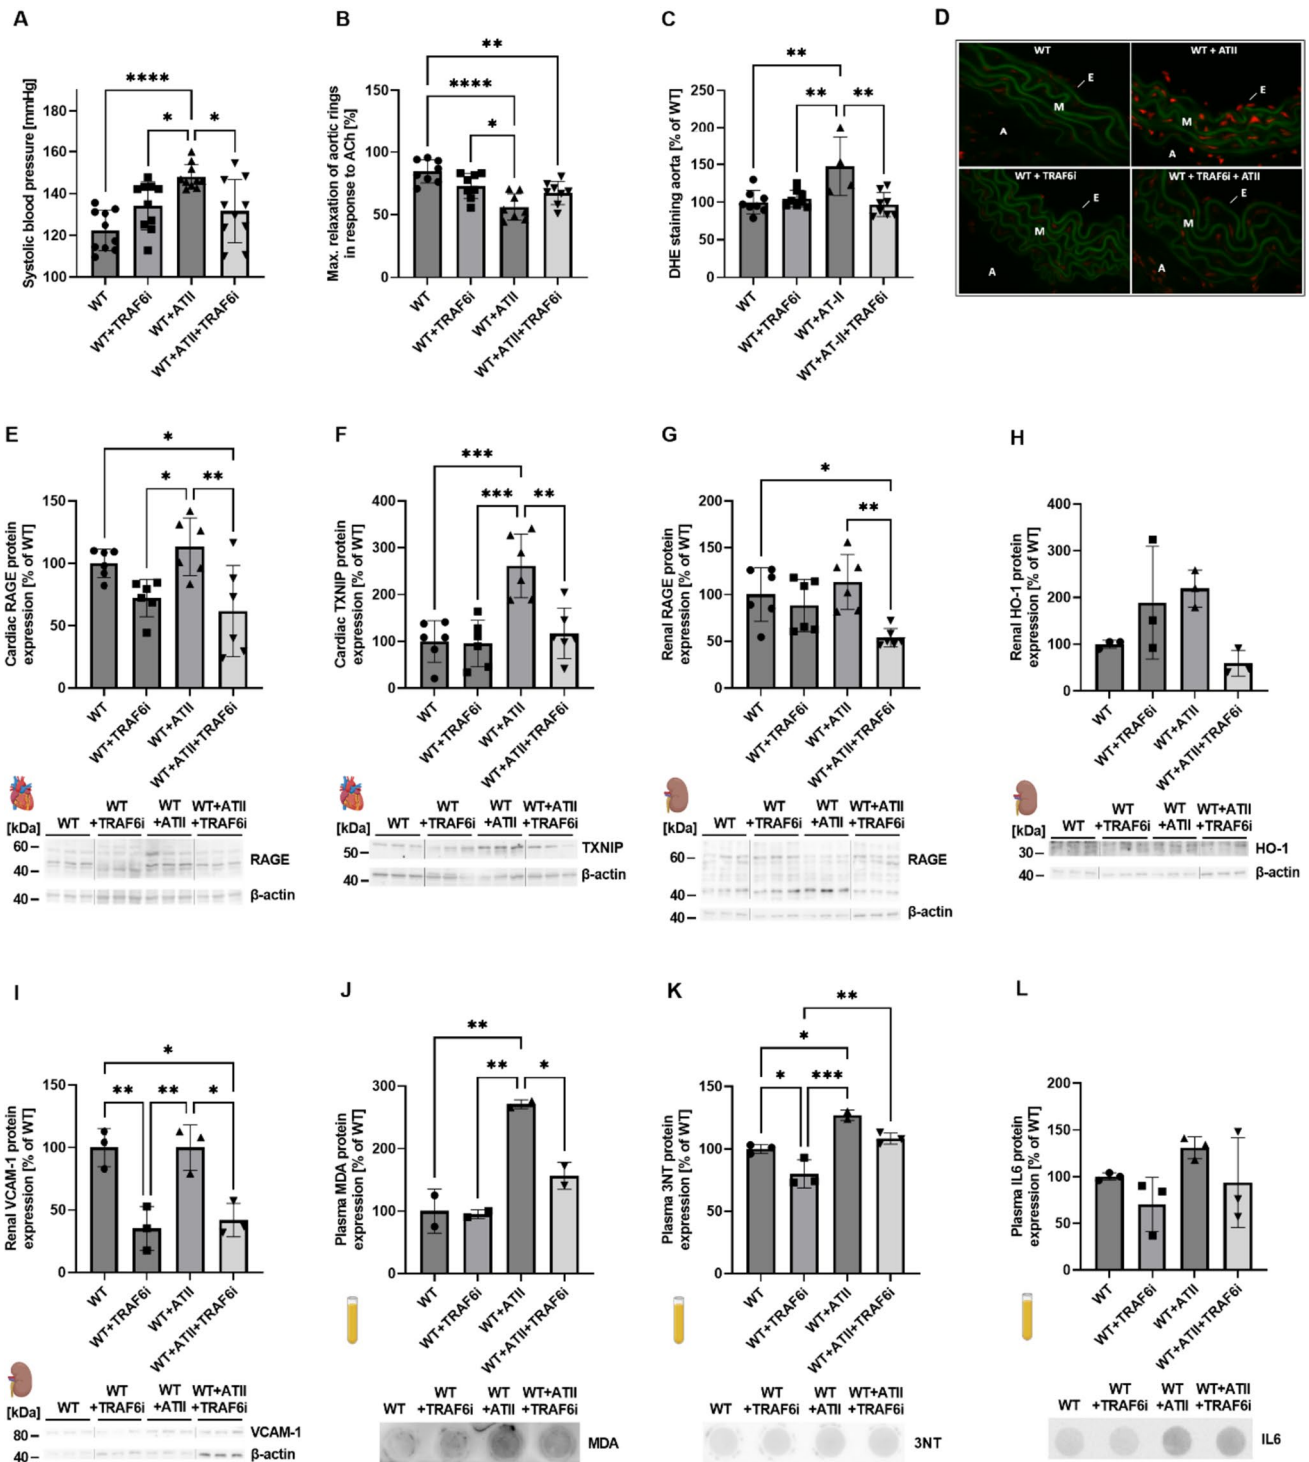 A
Systolic blood pressure [mmHg]
180
160
140
120
100
****
*
*
WT
WT+TRAF6i
WT+ATII
WT+ATII+TRAF6i
B
Max. relaxation of aortic rings
in response to ACh [%]
150
100
50
0
**
****
*
WT
WT+TRAF6i
WT+ATII
WT+ATII+TRAF6i
C
DHE staining aorta [% of WT]
250
200
150
100
50
0
**
**
**
WT
WT+TRAF6i
WT+AT-II
WT+AT-II+TRAF6i
D
WT
E
M
A
WT + ATII
E
M
A
WT + TRAF6i
E
M
A
WT + TRAF6i + ATII
E
M
A
E
Cardiac RAGE protein
expression [% of WT]
150
100
50
0
*
*
**
WT
WT+TRAF6i
WT+ATII
WT+ATII+TRAF6i
WT WT WT+ATII
[kDa] WT +TRAF6i +ATII +TRAF6i
60
40
RAGE
40
β-actin
F
Cardiac TXNIP protein
expression [% of WT]
400
300
200
100
0
***
***
**
WT
WT+TRAF6i
WT+ATII
WT+ATII+TRAF6i
WT WT WT+ATII
[kDa] WT +TRAF6i +ATII +TRAF6i
50
TXNIP
40
β-actin
G
Renal RAGE protein
expression [% of WT]
200
150
100
50
0
*
**
WT
WT+TRAF6i
WT+ATII
WT+ATII+TRAF6i
WT WT WT+ATII
[kDa] WT +TRAF6i +ATII +TRAF6i
60
RAGE
40
40
β-actin
H
Renal HO-1 protein
expression [% of WT]
400
300
200
100
0
WT
WT+TRAF6i
WT+ATII
WT+ATII+TRAF6i
WT WT WT+ATII
[kDa] WT +TRAF6i +ATII +TRAF6i
30
HO-1
40
β-actin
I
Renal VCAM-1 protein
expression [% of WT]
150
100
50
0
*
**
**
*
WT
WT+TRAF6i
WT+ATII
WT+ATII+TRAF6i
WT WT WT+ATII
[kDa] WT +TRAF6i +ATII +TRAF6i
80
VCAM-1
40
β-actin
J
Plasma MDA protein
expression [% of WT]
300
200
100
0
**
**
*
WT
WT+TRAF6i
WT+ATII
WT+ATII+TRAF6i
WT WT WT+ATII
WT +TRAF6i +ATII +TRAF6i
MDA
K
Plasma 3NT protein
expression [% of WT]
150
100
50
0
**
*
*
***
WT
WT+TRAF6i
WT+ATII
WT+ATII+TRAF6i
WT WT WT+ATII
WT +TRAF6i +ATII +TRAF6i
3NT
L
Plasma IL6 protein
expression [% of WT]
200
150
100
50
0
WT
WT+TRAF6i
WT+ATII
WT+ATII+TRAF6i
WT WT WT+ATII
WT +TRAF6i +ATII +TRAF6i
IL6